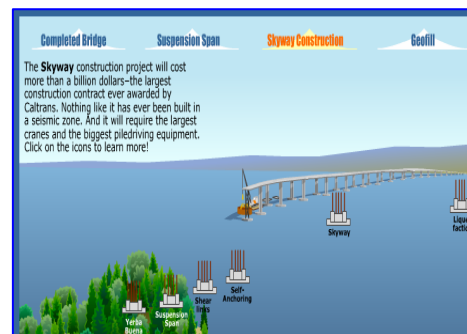 Completed Bridge
Suspension Span
Skyway Construction
Geofill
The Skyway construction project will cost
more than a billion dollars–the largest
construction contract ever awarded by
Caltrans. Nothing like it has ever been built in
a seismic zone. And it will require the largest
cranes and the biggest piledriving equipment.
Click on the icons to learn more!
Skyway
Lique
factio
Self-
Anchoring
Shear
links
Suspension
Span
Yerba
Buena